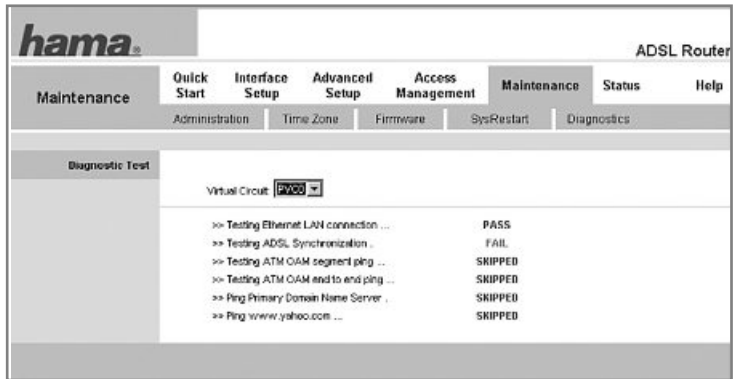 hama®
ADSL Router
Maintenance
Quick Start
Interface Setup
Advanced Setup
Access Management
Maintenance
Status
Help
Administration
Time Zone
Firmware
SysRestart
Diagnostics
Diagnostic Test
Virtual Circuit PVC0
>> Testing Ethernet LAN connection ... PASS
>> Testing ADSL Synchronization . FAIL
>> Testing ATM OAM segment ping ... SKIPPED
>> Testing ATM OAM end to end ping ... SKIPPED
>> Ping Primary Domain Name Server . SKIPPED
>> Ping www.yahoo.com ... SKIPPED